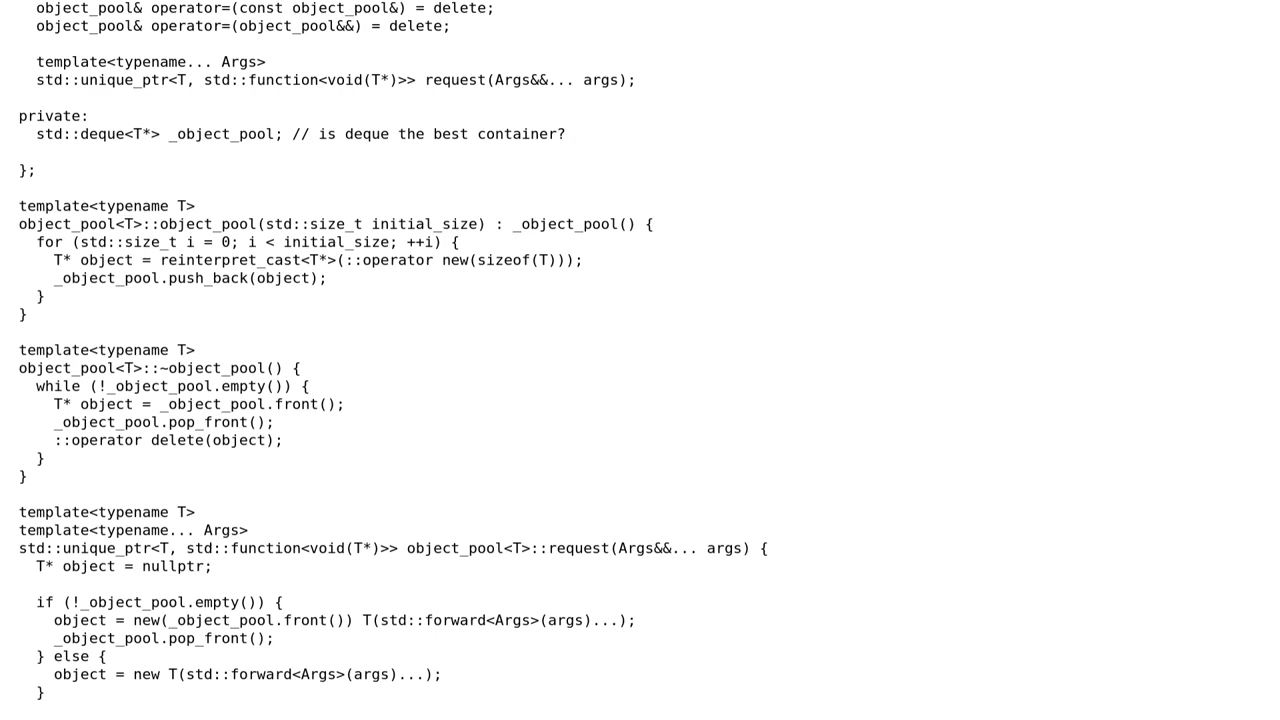 object_pool& operator=(const object_pool&) = delete;
object_pool& operator=(object_pool&&) = delete;
template<typename... Args>
std::unique_ptr<T, std::function<void(T*)>> request(Args&&... args);
private:
std::deque<T*> _object_pool; // is deque the best container?
};
template<typename T>
object_pool<T>::object_pool(std::size_t initial_size) : _object_pool() {
for (std::size_t i = 0; i < initial_size; ++i) {
T* object = reinterpret_cast<T*>(::operator new(sizeof(T)));
_object_pool.push_back(object);
}
}
template<typename T>
object_pool<T>::~object_pool() {
while (!_object_pool.empty()) {
T* object = _object_pool.front();
_object_pool.pop_front();
::operator delete(object);
}
}
template<typename T>
template<typename... Args>
std::unique_ptr<T, std::function<void(T*)>> object_pool<T>::request(Args&&... args) {
T* object = nullptr;
if (!_object_pool.empty()) {
object = new(_object_pool.front()) T(std::forward<Args>(args)...);
_object_pool.pop_front();
} else {
object = new T(std::forward<Args>(args)...);
}